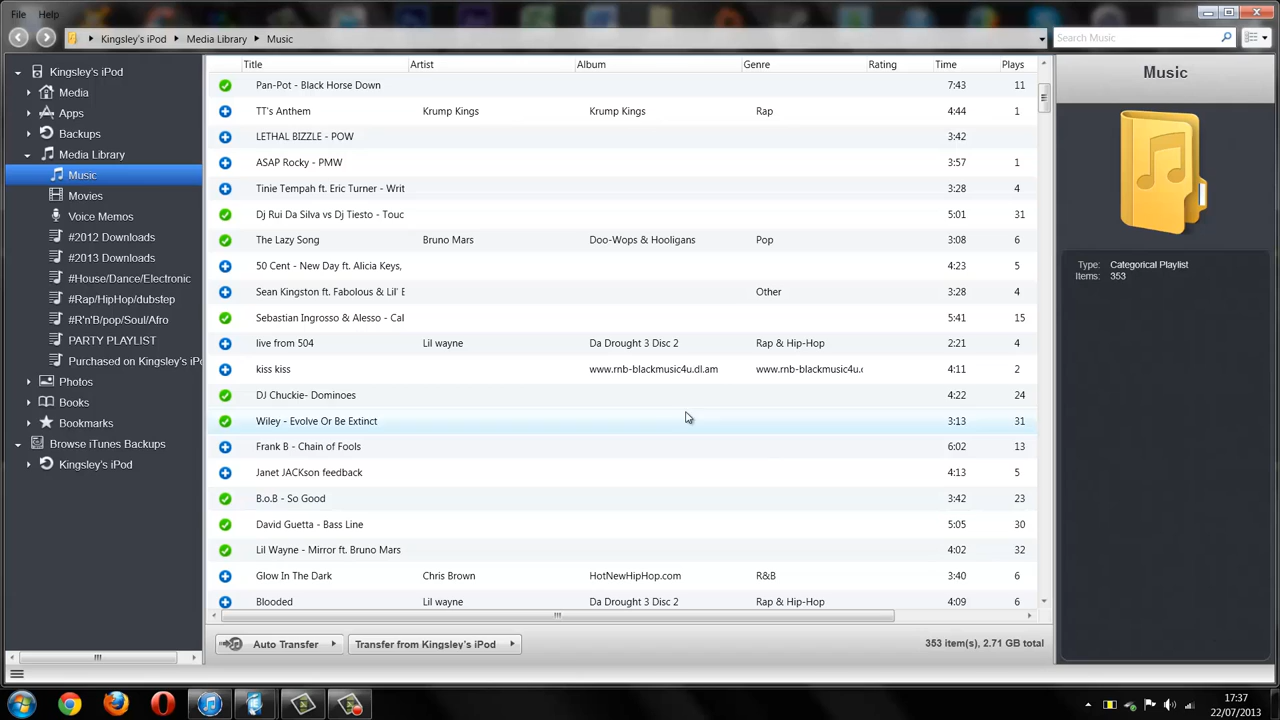 File Help
Kingsley's iPod Media Library Music
Search Music
Kingsley's iPod
Media
Apps
Backups
Media Library
Music
Movies
Voice Memos
#2012 Downloads
#2013 Downloads
#House/Dance/Electronic
#Rap/HipHop/dubstep
#R'n'B/pop/Soul/Afro
PARTY PLAYLIST
Purchased on Kingsley's iPo
Photos
Books
Bookmarks
Browse iTunes Backups
Kingsley's iPod
Title Artist Album Genre Rating Time Plays
Pan-Pot - Black Horse Down 7:43 11
TT's Anthem Krump Kings Krump Kings Rap 4:44 1
LETHAL BIZZLE - POW 3:42
ASAP Rocky - PMW 3:57 1
Tinie Tempah ft. Eric Turner - Writ 3:28 4
Dj Rui Da Silva vs Dj Tiesto - Touc 5:01 31
The Lazy Song Bruno Mars Doo-Wops & Hooligans Pop 3:08 6
50 Cent - New Day ft. Alicia Keys, 4:23 5
Sean Kingston ft. Fabolous & Lil' E Other 3:28 4
Sebastian Ingrosso & Alesso - Cal 5:41 15
live from 504 Lil wayne Da Drought 3 Disc 2 Rap & Hip-Hop 2:21 4
kiss kiss www.rnb-blackmusic4u.dl.am www.rnb-blackmusic4u.c 4:11 2
DJ Chuckie- Dominoes 4:22 24
Wiley - Evolve Or Be Extinct 3:13 31
Frank B - Chain of Fools 6:02 13
Janet JACKson feedback 4:13 5
B.o.B - So Good 3:42 23
David Guetta - Bass Line 5:05 30
Lil Wayne - Mirror ft. Bruno Mars 4:02 32
Glow In The Dark Chris Brown HotNewHipHop.com R&B 3:40 6
Blooded Lil wayne Da Drought 3 Disc 2 Rap & Hip-Hop 4:09 6
Auto Transfer Transfer from Kingsley's iPod 353 item(s), 2.71 GB total
Music
Type: Categorical Playlist
Items: 353
17:37
22/07/2013